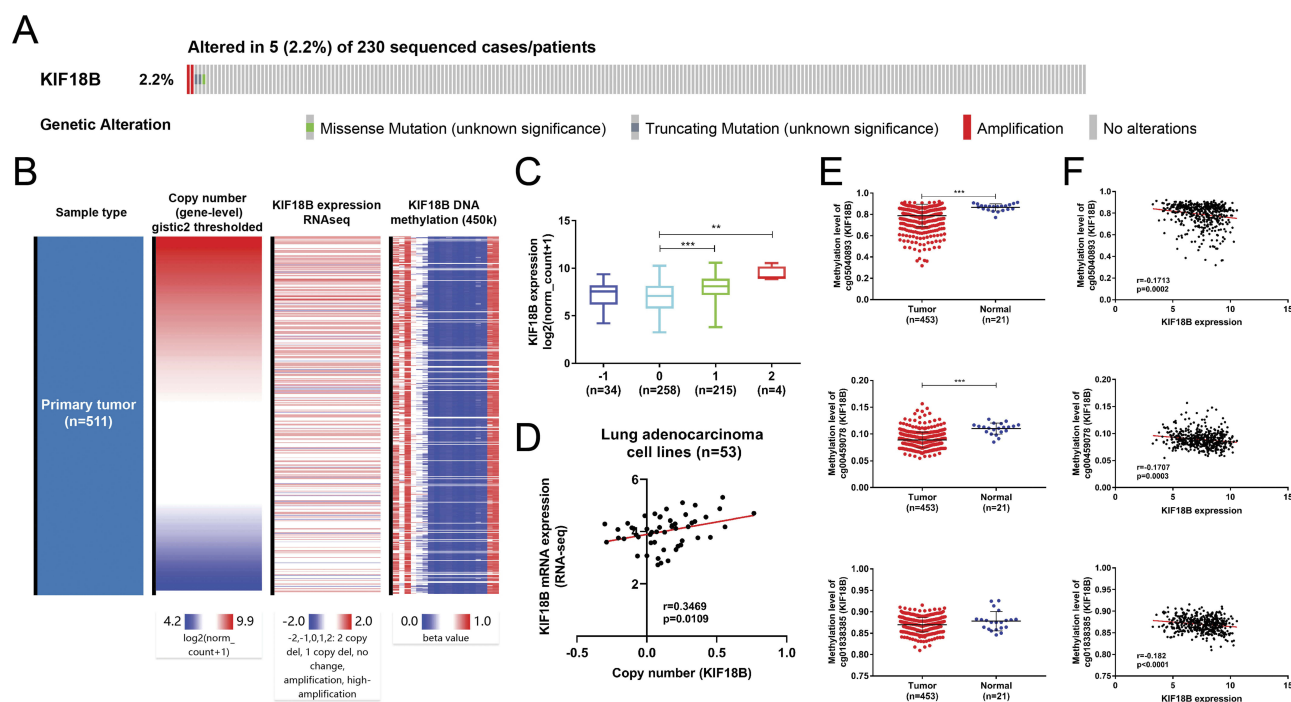 A
Altered in 5 (2.2%) of 230 sequenced cases/patients
KIF18B 2.2%
Genetic Alteration
Missense Mutation (unknown significance)
Truncating Mutation (unknown significance)
Amplification
No alterations
B
Sample type
Copy number
(gene-level)
gistic2 thresholded
KIF18B expression
RNAseq
KIF18B DNA
methylation (450k)
Primary tumor
(n=511)
4.2 9.9
log2(norm_
count+1)
-2.0 2.0
-2,-1,0,1,2: 2 copy
del, 1 copy del, no
change,
amplification, high-
amplification
0.0 1.0
beta value
C
KIF18B expression
log2(norm_count+1)
15
10
5
0
***
**
-1 0 1 2
(n=34) (n=258) (n=215) (n=4)
D
Lung adenocarcinoma
cell lines (n=53)
KIF18B mRNA expression
(RNA-seq)
6
4
2
r=0.3469
p=0.0109
-0.5 0.0 0.5 1.0
Copy number (KIF18B)
E
Methylation level of
cg05040893 (KIF18B)
1.0
0.8
0.6
0.4
0.2
0.0
***
Tumor Normal
(n=453) (n=21)
Methylation level of
cg00459078 (KIF18B)
0.20
0.15
0.10
0.05
0.00
***
Tumor Normal
(n=453) (n=21)
Methylation level of
cg01838385 (KIF18B)
1.00
0.95
0.90
0.85
0.80
0.75
Tumor Normal
(n=453) (n=21)
F
Methylation level of
cg05040893 (KIF18B)
1.0
0.8
0.6
0.4
0.2
0.0
r=-0.1713
p=0.0002
0 5 10 15
KIF18B expression
Methylation level of
cg00459078 (KIF18B)
0.20
0.15
0.10
0.05
0.00
r=-0.1707
p=0.0003
0 5 10 15
KIF18B expression
Methylation level of
cg01838385 (KIF18B)
1.00
0.95
0.90
0.85
0.80
0.75
r=-0.182
p<0.0001
0 5 10 15
KIF18B expression